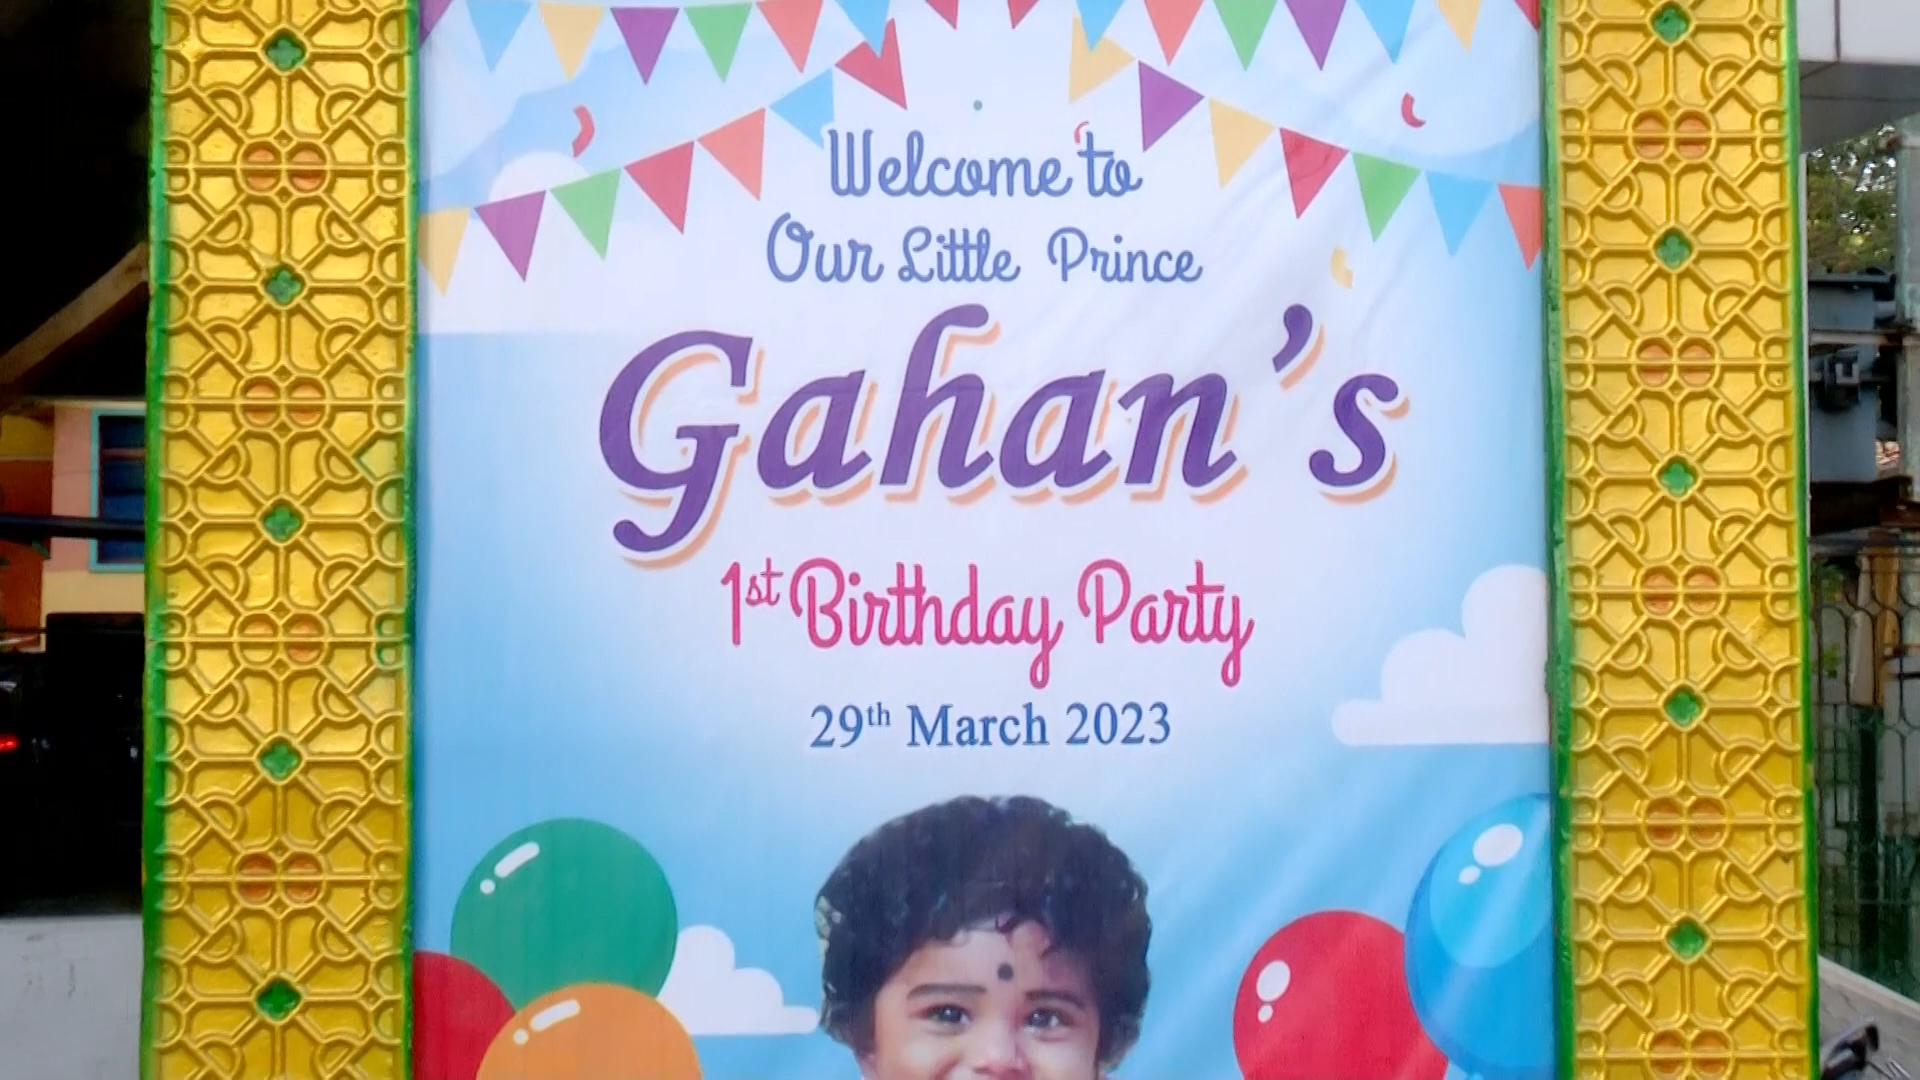 Welcome to
Our Little Prince
Gahan's
1st Birthday Party
29th March 2023